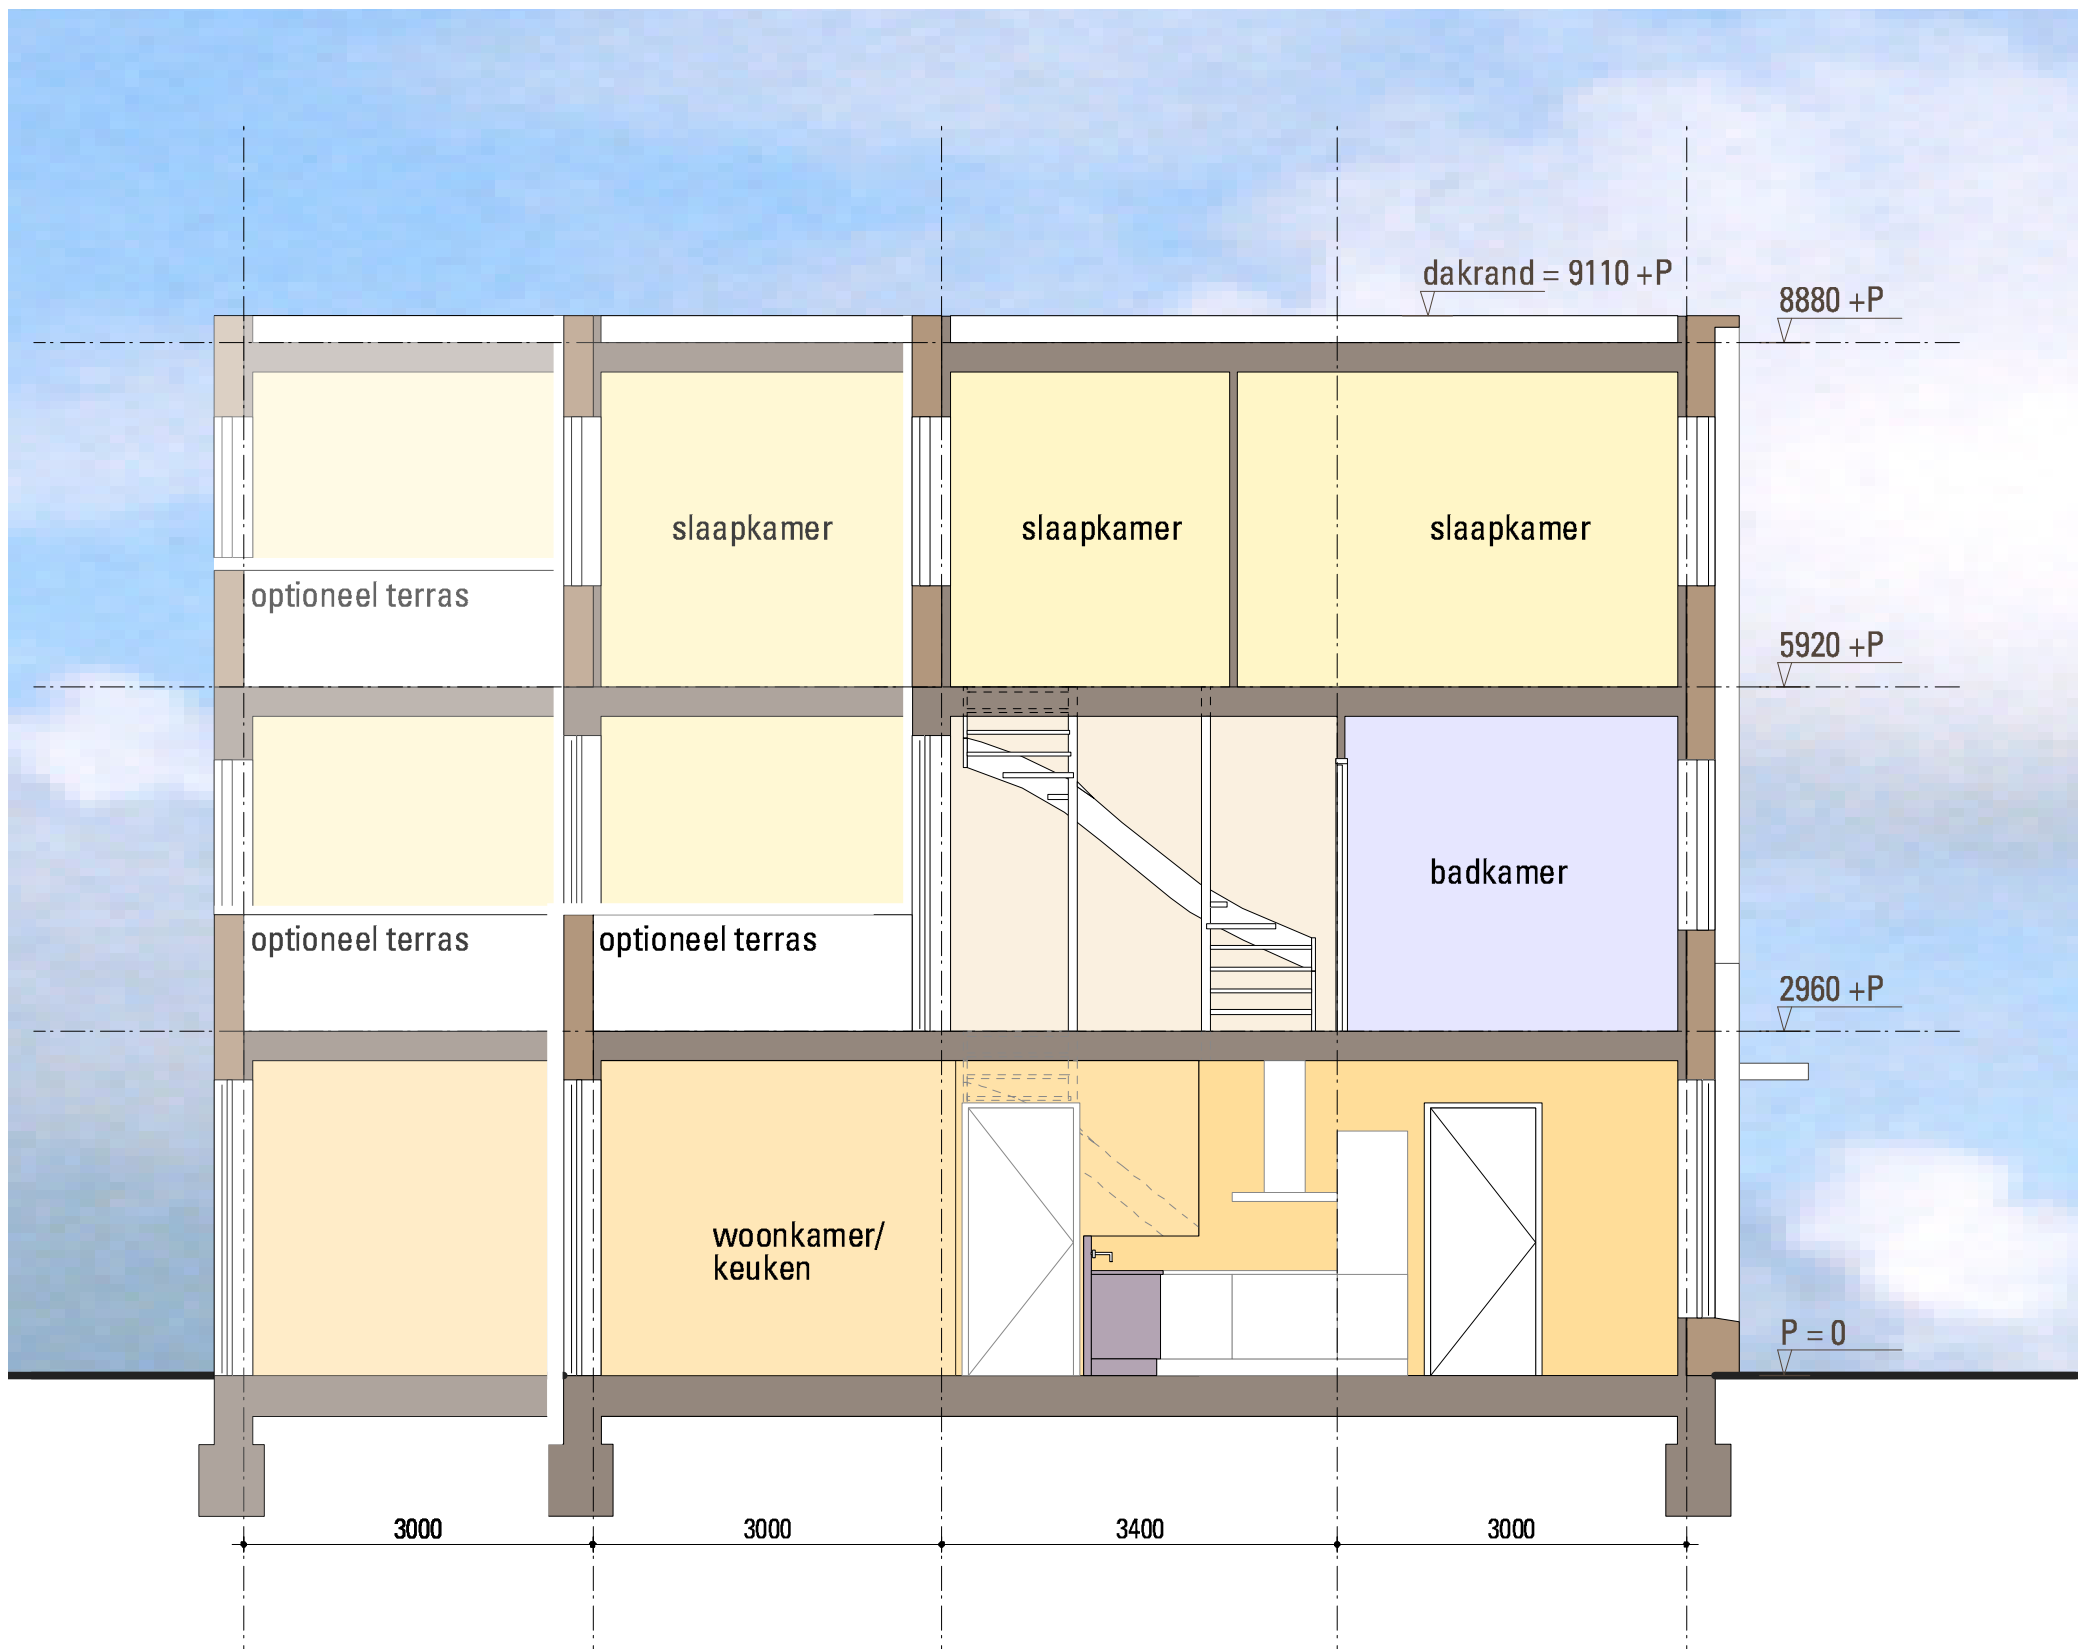 dakrand = 9110 +P
8880 +P
slaapkamer
slaapkamer
slaapkamer
optioneel terras
5920 +P
badkamer
optioneel terras
optioneel terras
2960 +P
woonkamer/
keuken
P = 0
3000
3000
3400
3000